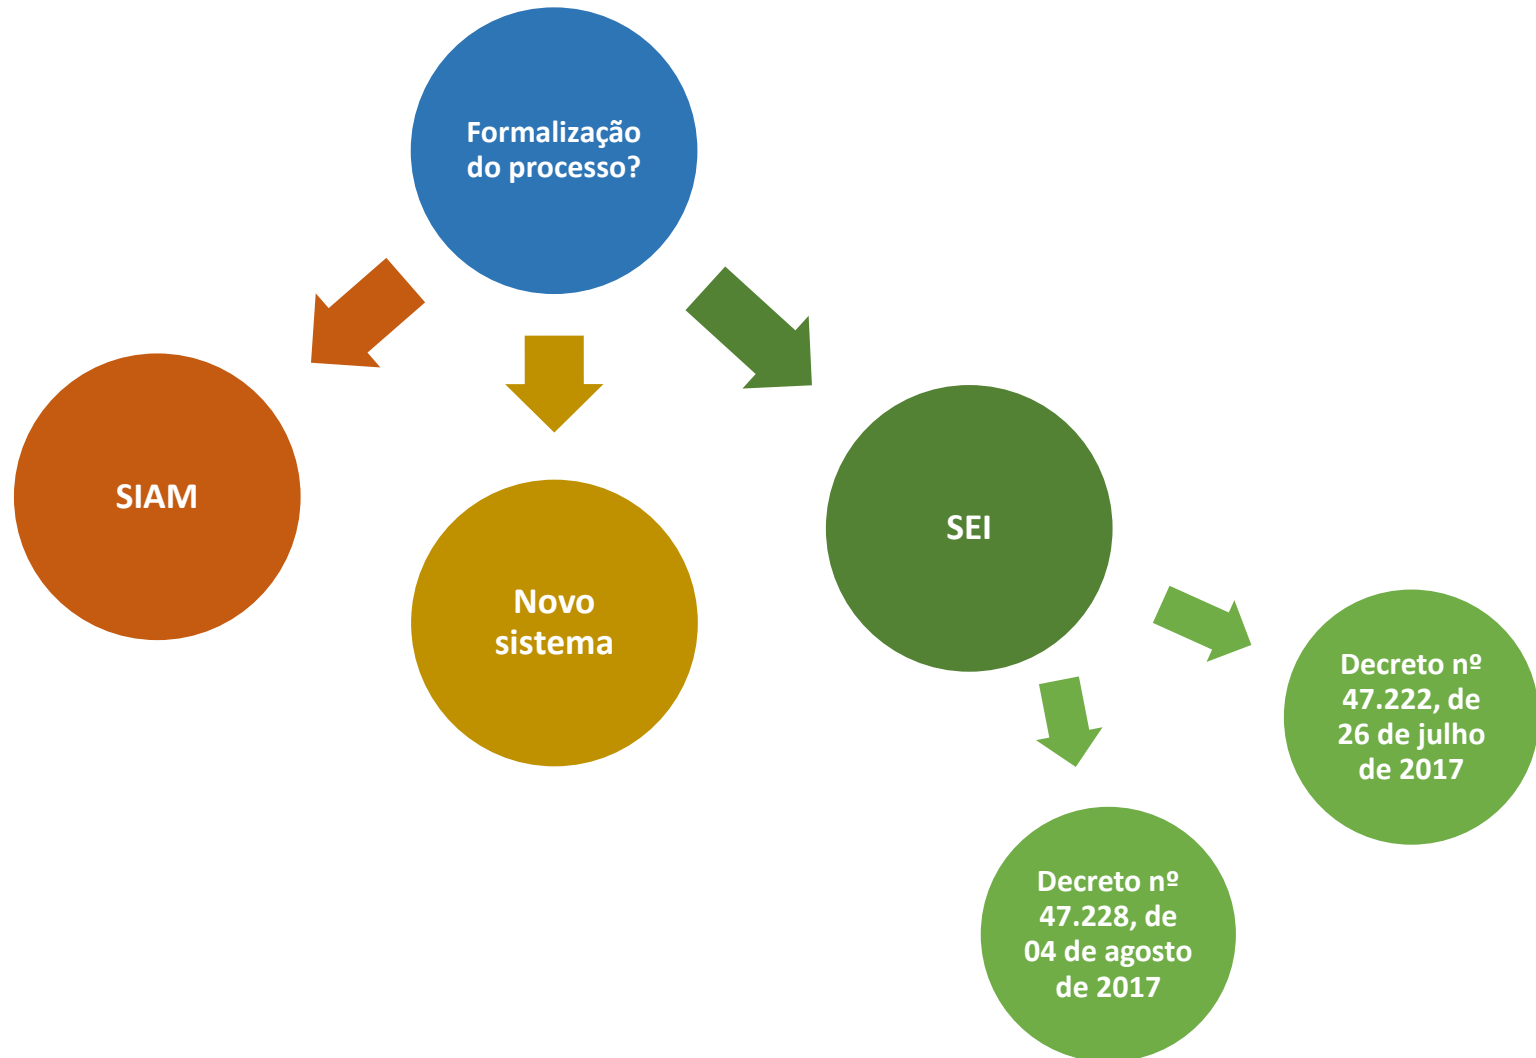 Formalização
do processo?
SIAM
Novo
sistema
SEI
Decreto nº
47.222, de
26 de julho
de 2017
Decreto nº
47.228, de
04 de agosto
de 2017